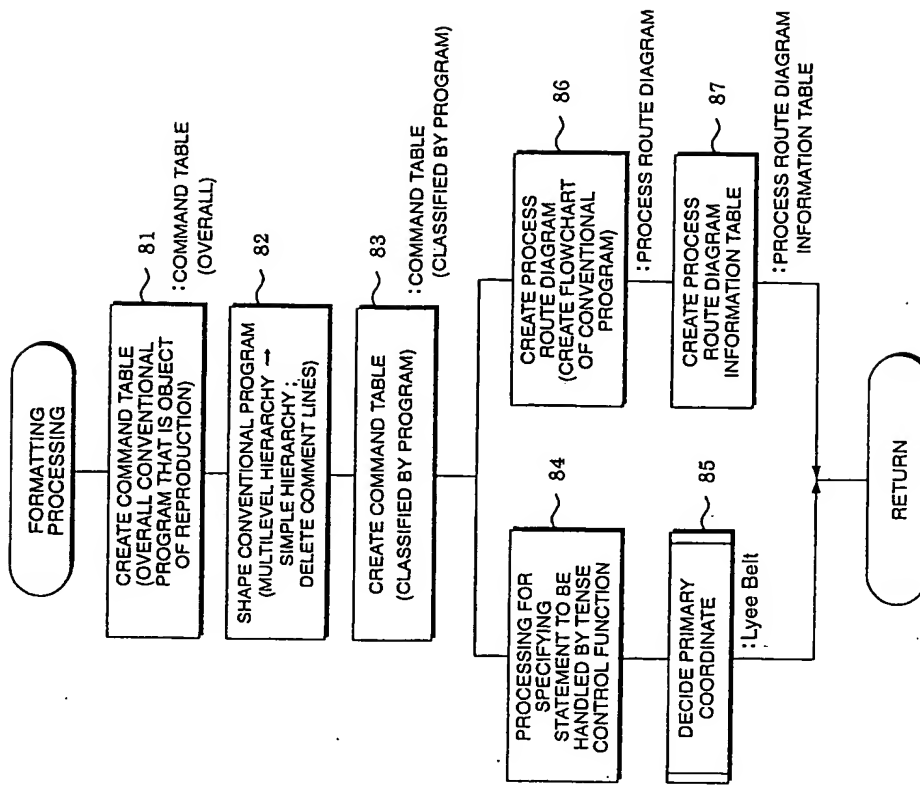 FORMATTING
PROCESSING
81
CREATE COMMAND TABLE
(OVERALL CONVENTIONAL
PROGRAM THAT IS OBJECT
OF REPRODUCTION)
:COMMAND TABLE
(OVERALL)
82
SHAPE CONVENTIONAL PROGRAM
(MULTILEVEL HIERARCHY →
SIMPLE HIERARCHY ;
DELETE COMMENT LINES)
83
CREATE COMMAND TABLE
(CLASSIFIED BY PROGRAM)
:COMMAND TABLE
(CLASSIFIED BY PROGRAM)
84
PROCESSING FOR
SPECIFYING
STATEMENT TO BE
HANDLED BY TENSE
CONTROL FUNCTION
85
DECIDE PRIMARY
COORDINATE
:Lyee Belt
86
CREATE PROCESS
ROUTE DIAGRAM
(CREATE FLOWCHART
OF CONVENTIONAL
PROGRAM)
:PROCESS ROUTE DIAGRAM
87
CREATE PROCESS
ROUTE DIAGRAM
INFORMATION TABLE
:PROCESS ROUTE DIAGRAM
INFORMATION TABLE
RETURN